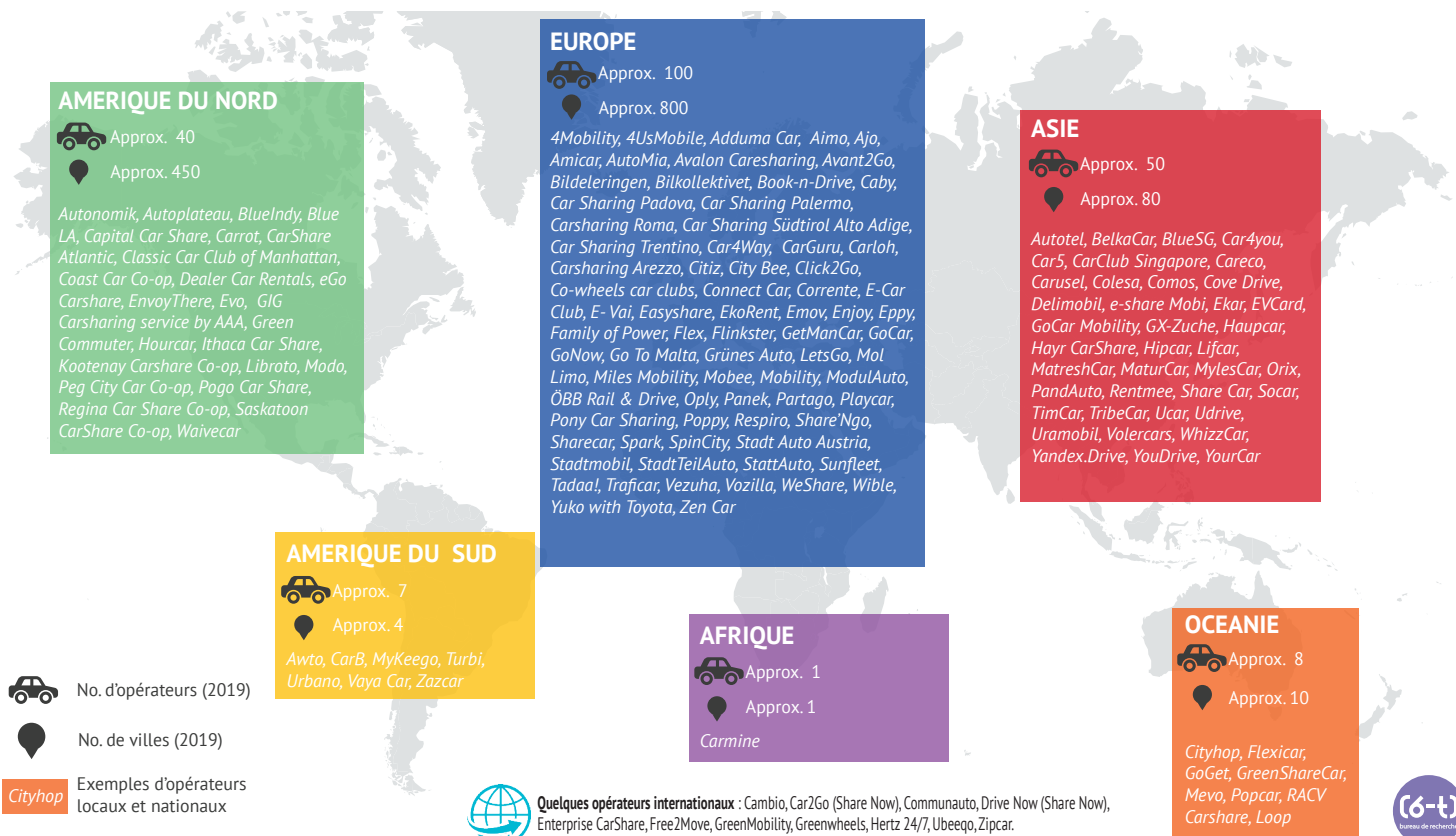 AMERIQUE DU NORD
Approx. 40
Approx. 450
Autonomik, Autoplateau, BlueIndy, Blue
LA, Capital Car Share, Carrot, CarShare
Atlantic, Classic Car Club of Manhattan,
Coast Car Co-op, Dealer Car Rentals, eGo
Carshare, EnvoyThere, Evo, GIG
Carsharing service by AAA, Green
Commuter, Hourcar, Ithaca Car Share,
Kootenay Carshare Co-op, Libroto, Modo,
Peg City Car Co-op, Pogo Car Share,
Regina Car Share Co-op, Saskatoon
CarShare Co-op, Waivecar
EUROPE
Approx. 100
Approx. 800
4Mobility, 4UsMobile, Adduma Car, Aimo, Ajo,
Amicar, AutoMia, Avalon Caresharing, Avant2Go,
Bildeleringen, Bilkollektivet, Book-n-Drive, Caby,
Car Sharing Padova, Car Sharing Palermo,
Carsharing Roma, Car Sharing Südtirol Alto Adige,
Car Sharing Trentino, Car4Way, CarGuru, Carloh,
Carsharing Arezzo, Citiz, City Bee, Click2Go,
Co-wheels car clubs, Connect Car, Corrente, E-Car
Club, E- Vai, Easyshare, EkoRent, Emov, Enjoy, Eppy,
Family of Power, Flex, Flinkster, GetManCar, GoCar,
GoNow, Go To Malta, Grünes Auto, LetsGo, Mol
Limo, Miles Mobility, Mobee, Mobility, ModulAuto,
ÖBB Rail & Drive, Oply, Panek, Partago, Playcar,
Pony Car Sharing, Poppy, Respiro, Share'Ngo,
Sharecar, Spark, SpinCity, Stadt Auto Austria,
Stadtmobil, StadtTeilAuto, StattAuto, Sunfleet,
Tadaa!, Traficar, Vezuha, Vozilla, WeShare, Wible,
Yuko with Toyota, Zen Car
ASIE
Approx. 50
Approx. 80
Autotel, BelkaCar, BlueSG, Car4you,
Car5, CarClub Singapore, Careco,
Carusel, Colesa, Comos, Cove Drive,
Delimobil, e-share Mobi, Ekar, EVCard,
GoCar Mobility, GX-Zuche, Haupcar,
Hayr CarShare, Hipcar, Lifcar,
MatreshCar, MaturCar, MylesCar, Orix,
PandAuto, Rentmee, Share Car, Socar,
TimCar, TribeCar, Ucar, Udrive,
Uramobil, Volercars, WhizzCar,
Yandex.Drive, YouDrive, YourCar
AMERIQUE DU SUD
Approx. 7
Approx. 4
Awto, CarB, MyKeego, Turbi,
Urbano, Vaya Car, Zazcar
AFRIQUE
Approx. 1
Approx. 1
Carmine
OCEANIE
Approx. 8
Approx. 10
Cityhop, Flexicar,
GoGet, GreenShareCar,
Mevo, Popcar, RACV
Carshare, Loop
No. d'opérateurs (2019)
No. de villes (2019)
Cityhop
Exemples d'opérateurs
locaux et nationaux
Quelques opérateurs internationaux : Cambio, Car2Go (Share Now), Communauto, Drive Now (Share Now),
Enterprise CarShare, Free2Move, GreenMobility, Greenwheels, Hertz 24/7, Ubeeqo, Zipcar.
(6-t)
bureau de recherche